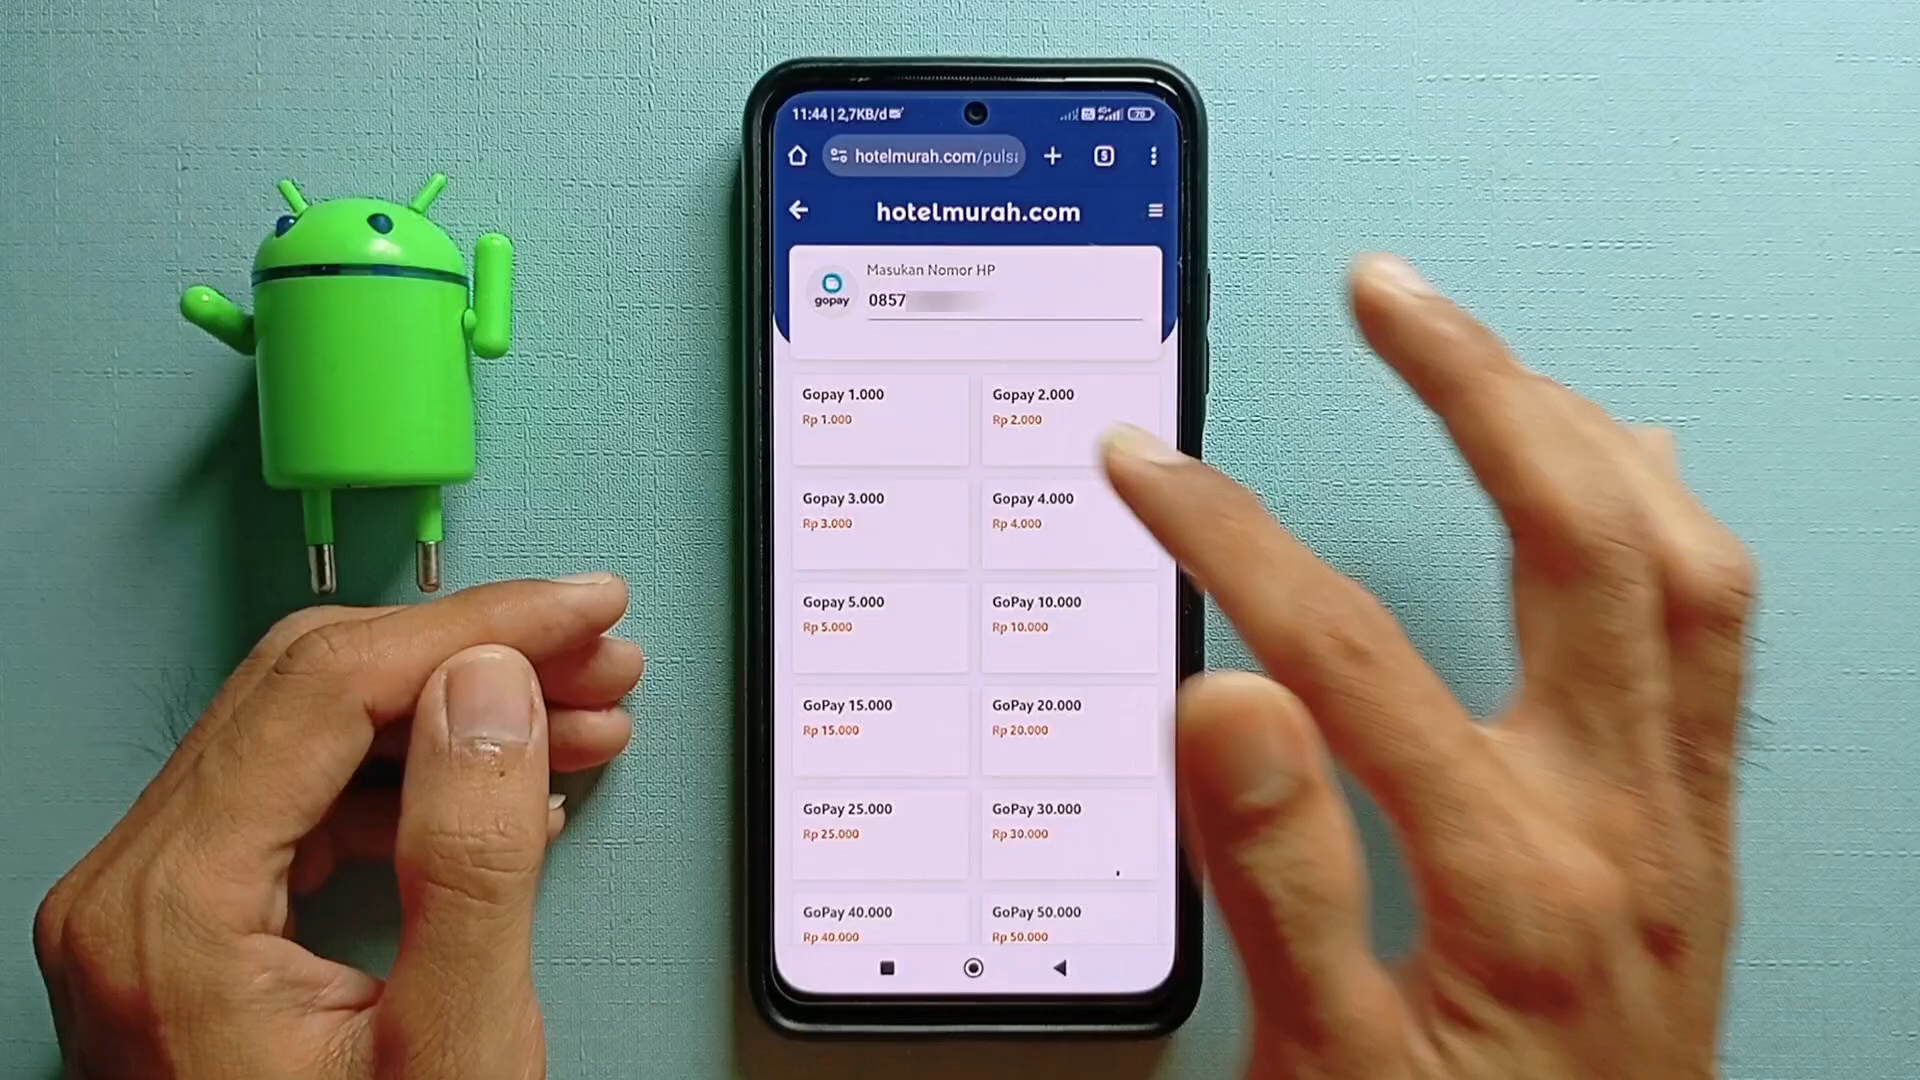 11:44 | 2,7KB/d
4G+
70
hotelmurah.com/pulsa
5
hotelmurah.com
Masukan Nomor HP
gopay
0857
Gopay 1.000
Rp 1.000
Gopay 2.000
Rp 2.000
Gopay 3.000
Rp 3.000
Gopay 4.000
Rp 4.000
Gopay 5.000
Rp 5.000
GoPay 10.000
Rp 10.000
GoPay 15.000
Rp 15.000
GoPay 20.000
Rp 20.000
GoPay 25.000
Rp 25.000
GoPay 30.000
Rp 30.000
GoPay 40.000
Rp 40.000
GoPay 50.000
Rp 50.000